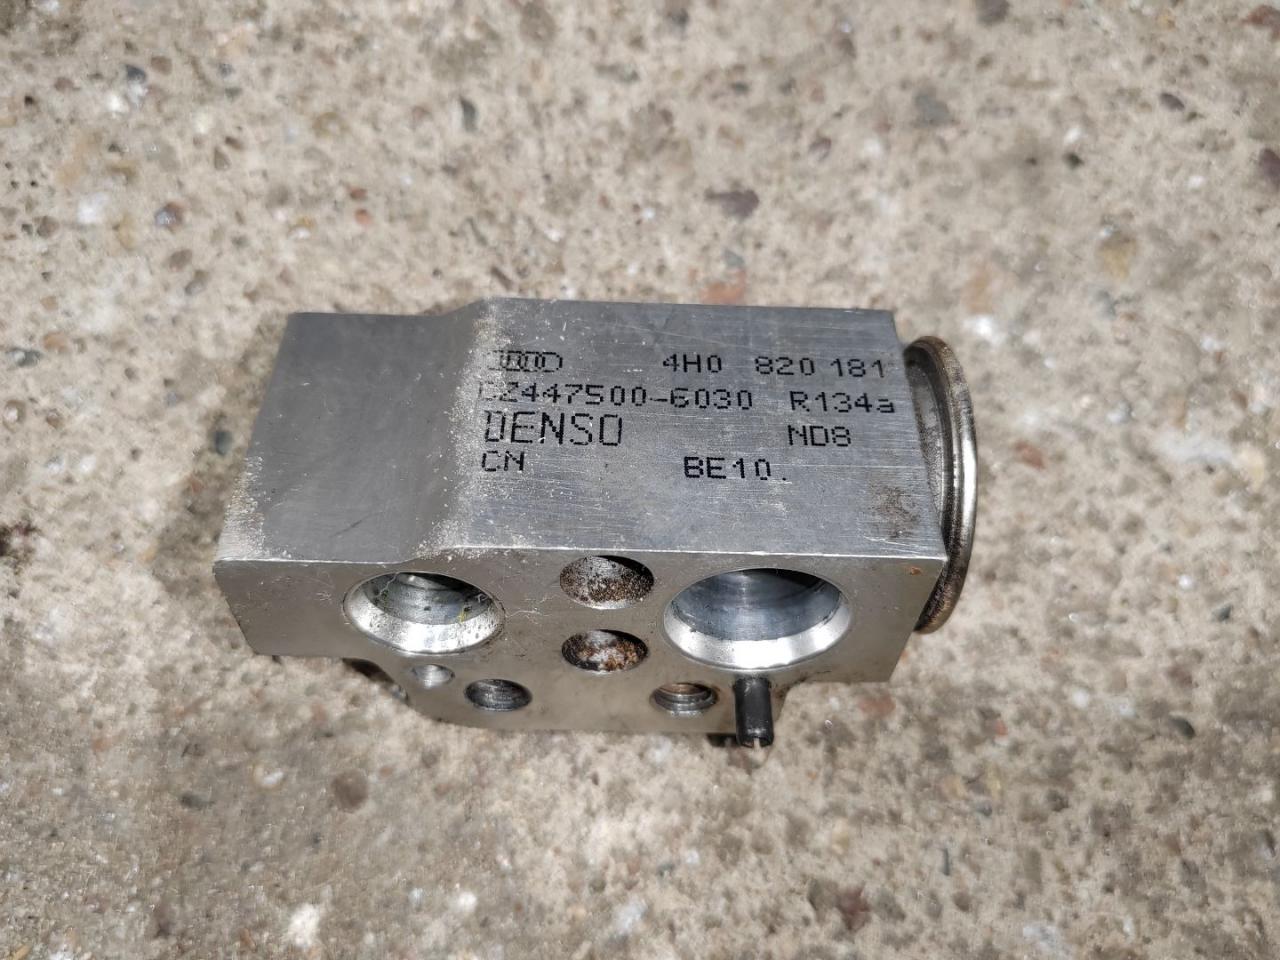 4H0 820 181
CZ447500-6030 R134a
DENSO ND8
CN BE10.